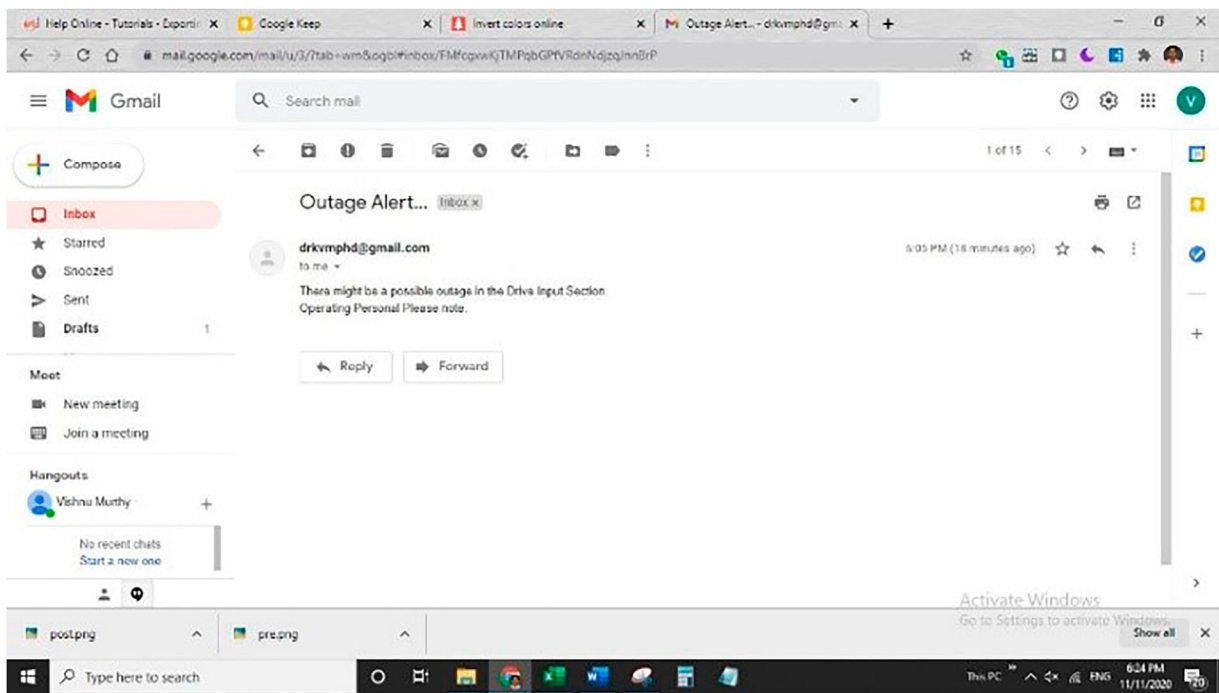 Help Online - Tutorials - Exportin
Google Keep
Invert colors online
Outage Alert... - drkvmphd@gma
mail.google.com/mail/u/3/?tab=wm&ogbl#inbox/
Gmail
Search mail
V
Compose
1 of 15
Outage Alert...
Inbox x
Inbox
Starred
Snoozed
Sent
Drafts 1
drkvmphd@gmail.com
6:05 PM (18 minutes ago)
to me
There might be a possible outage in the Drive Input Section.
Operating Personal Please note.
Reply
Forward
Meet
New meeting
Join a meeting
Hangouts
Vishnu Murthy
No recent chats
Start a new one
Activate Windows
Go to Settings to activate Windows.
post.png
pre.png
Show all
Type here to search
This PC
ENG
6:24 PM
11/11/2020
20